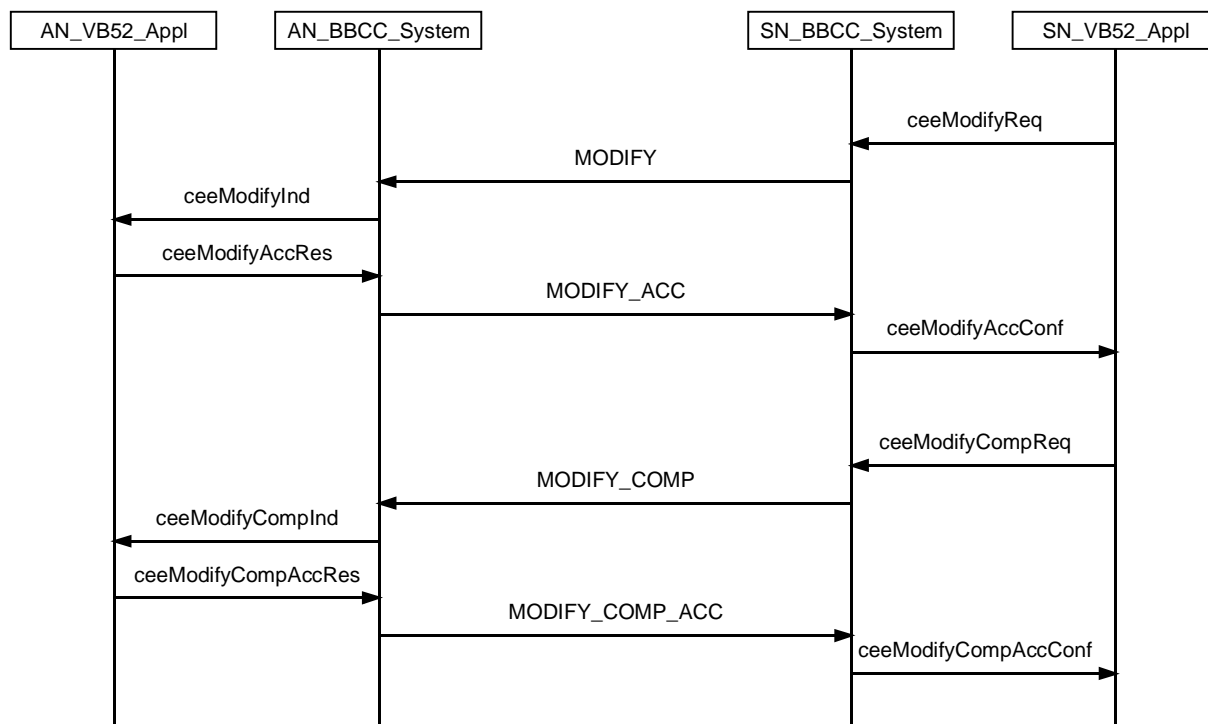 AN_VB52_Appl
AN_BBCC_System
SN_BBCC_System
SN_VB52_Appl
ceeModifyReq
MODIFY
ceeModifyInd
ceeModifyAccRes
MODIFY_ACC
ceeModifyAccConf
ceeModifyCompReq
MODIFY_COMP
ceeModifyCompInd
ceeModifyCompAccRes
MODIFY_COMP_ACC
ceeModifyCompAccConf